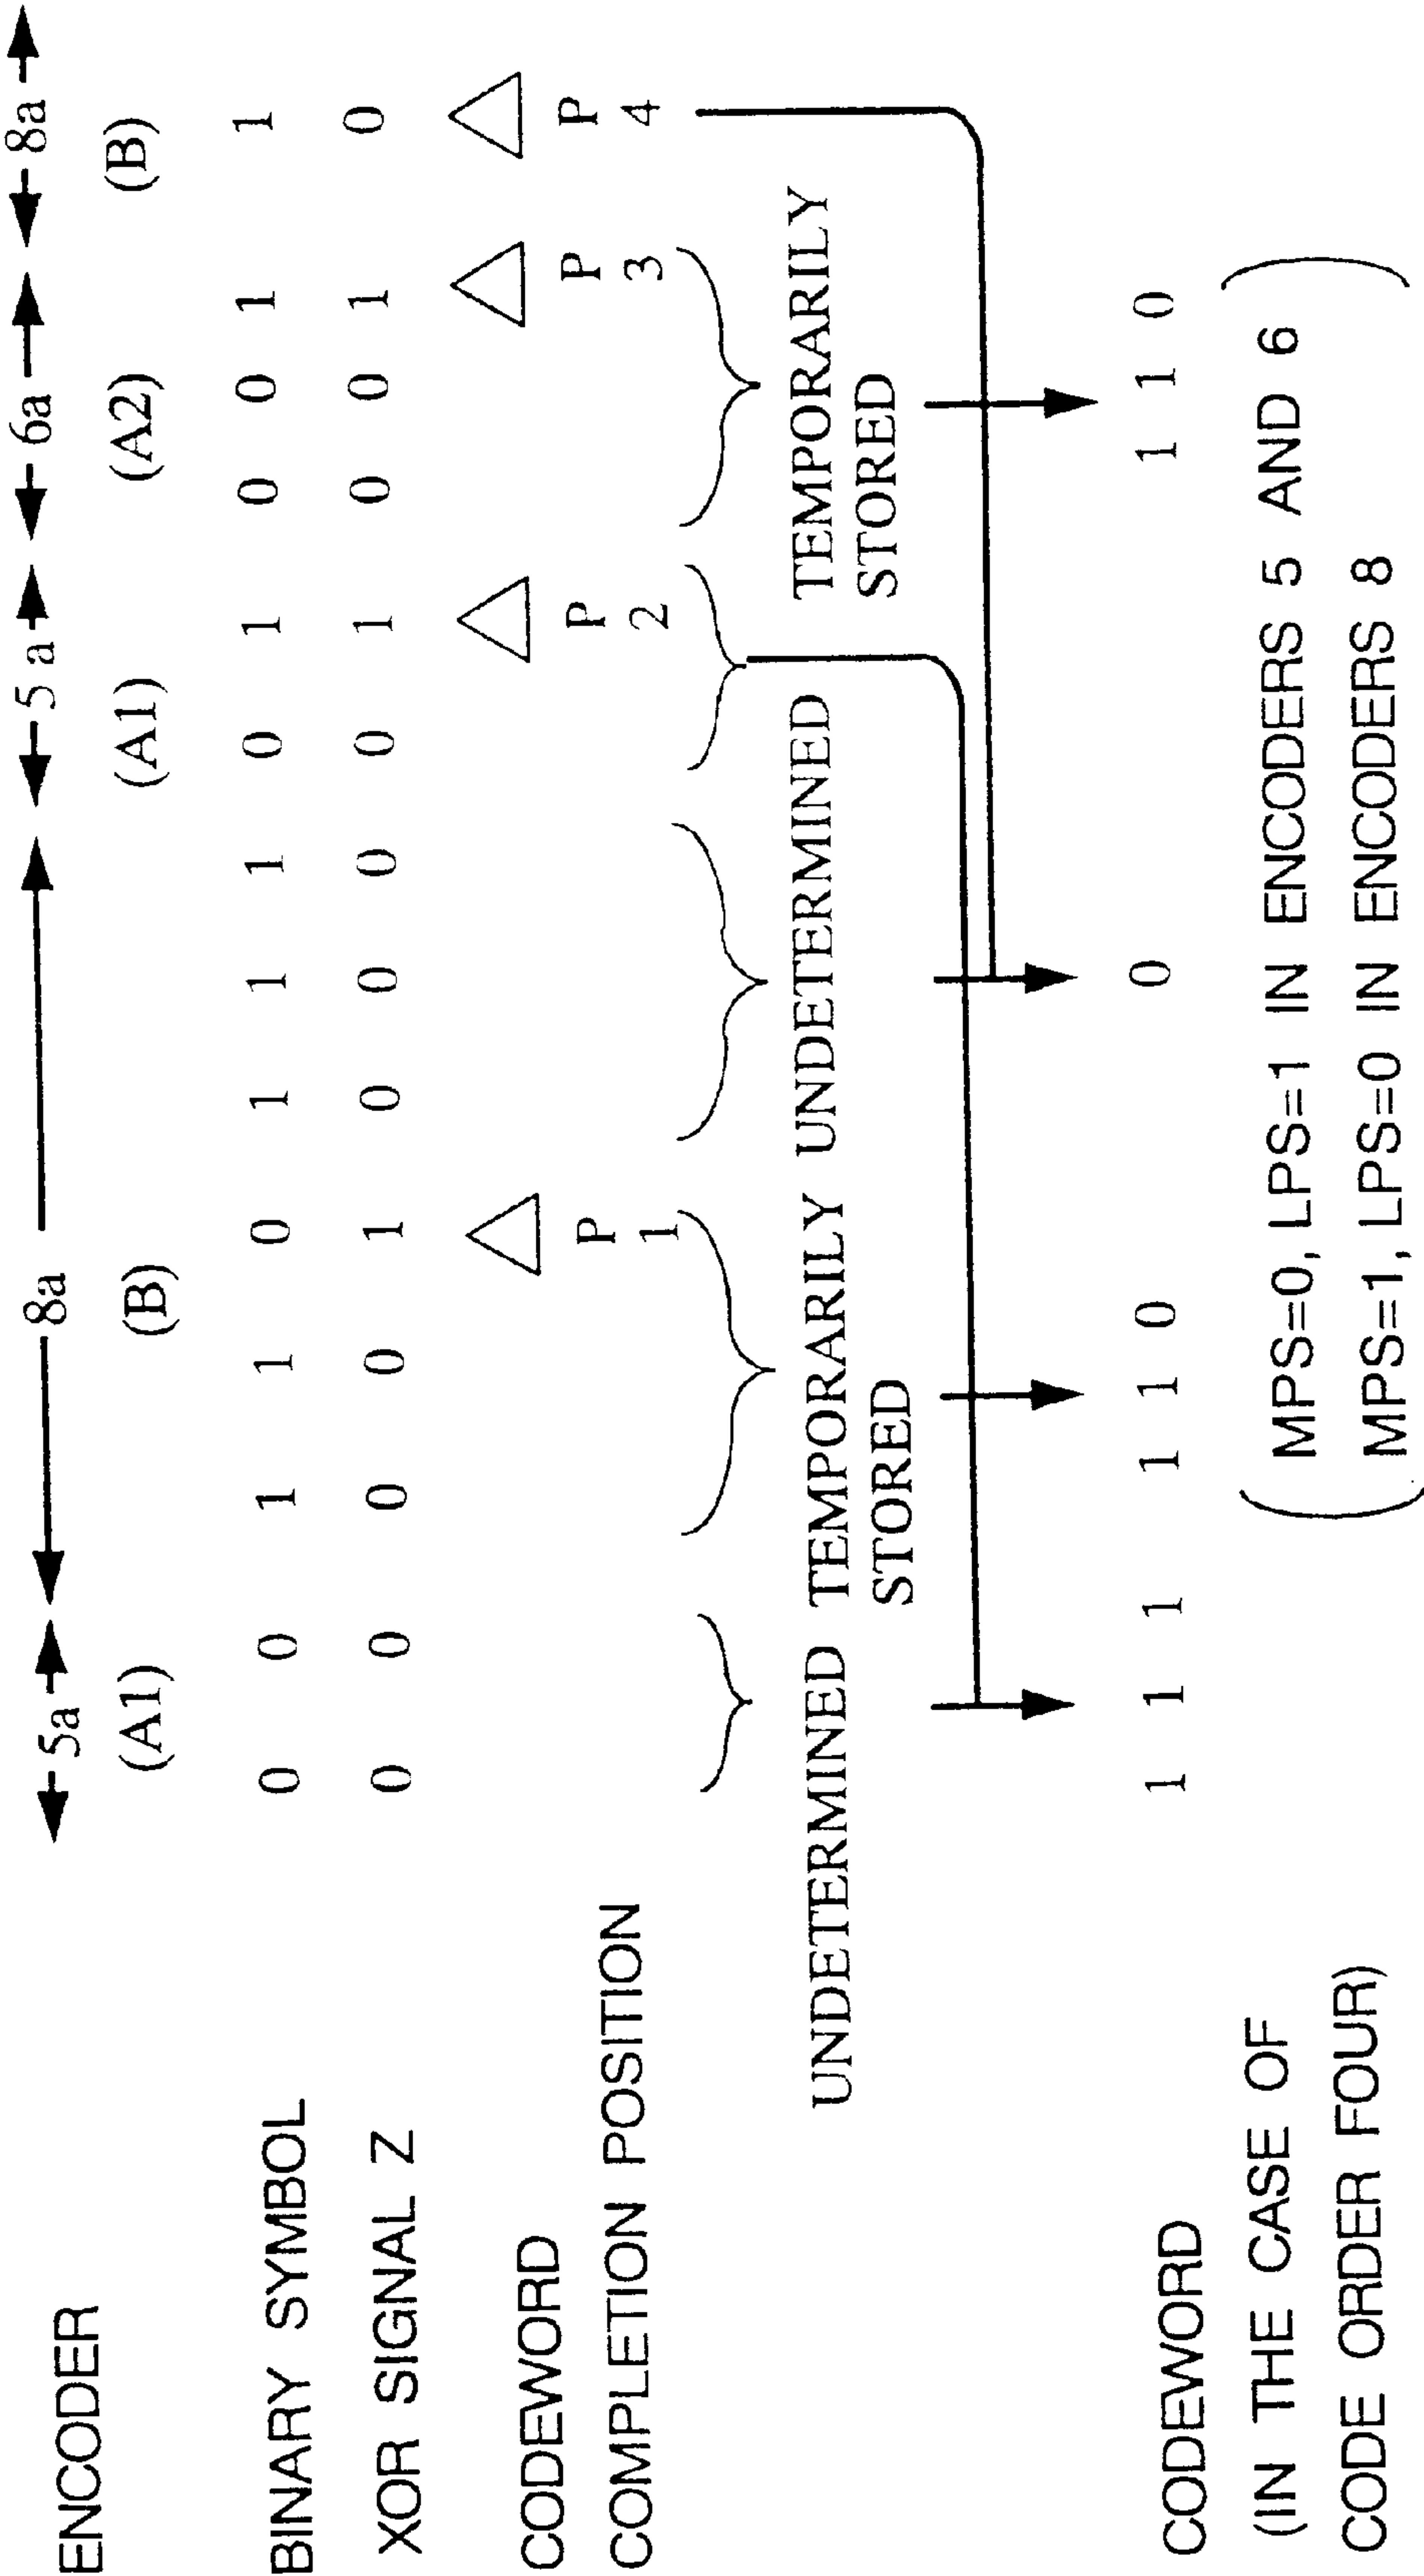 ENCODER 5a 8a 5 a 6a 8a
(A1) (B) (A1) (A2) (B)
BINARY SYMBOL 0 0 1 1 0 1 1 1 0 1 0 0 1 1
XOR SIGNAL Z 0 0 0 0 1 0 0 0 0 1 0 0 1 0
CODEWORD
COMPLETION POSITION
P 1
P 2
P 3
P 4
UNDETERMINED
TEMPORARILY
STORED
UNDETERMINED
TEMPORARILY
STORED
CODEWORD 1 1 1 1 1 0 0 1 1 0
(IN THE CASE OF
CODE ORDER FOUR)
(MPS=0, LPS=1 IN ENCODERS 5 AND 6
MPS=1, LPS=0 IN ENCODERS 8)